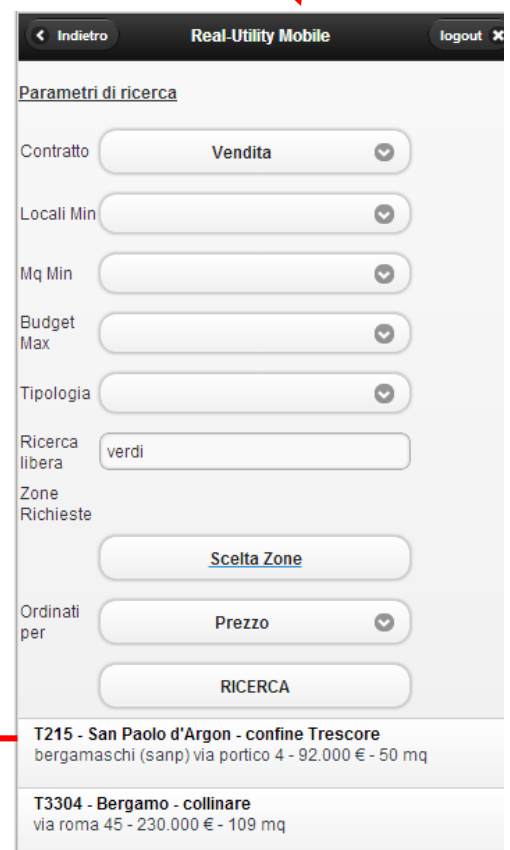 Indietro Real-Utility Mobile logout
Parametri di ricerca
Contratto Vendita
Locali Min
Mq Min
Budget
Max
Tipologia
Ricerca
libera verdi
Zone
Richieste
Scelta Zone
Ordinati
per Prezzo
RICERCA
T215 - San Paolo d'Argon - confine Trescore
bergamaschi (sanp) via portico 4 - 92.000 € - 50 mq
T3304 - Bergamo - collinare
via roma 45 - 230.000 € - 109 mq